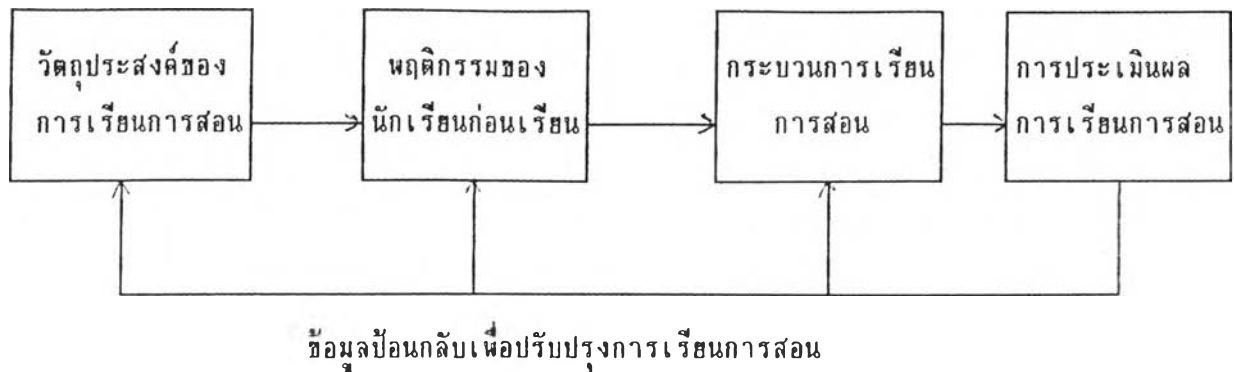 วัตถุประสงค์ของ
การเรียนการสอน
พฤติกรรมของ
นักเรียนก่อนเรียน
กระบวนการเรียน
การสอน
การประเมินผล
การเรียนการสอน
ข้อมูลป้อนกลับเพื่อปรับปรุงการเรียนการสอน